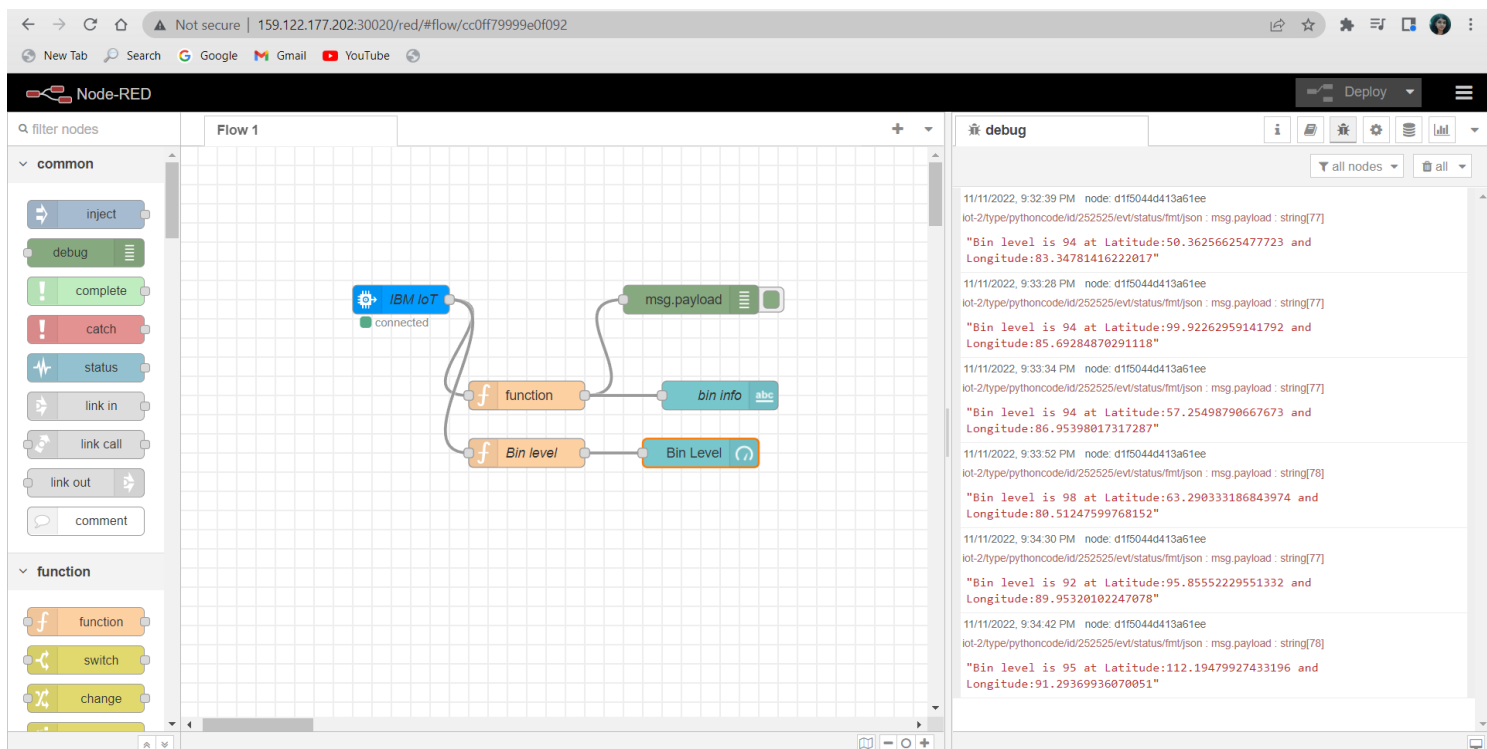 Not secure | 159.122.177.202:30020/red/#flow/cc0ff79999e0f092
New Tab Search Google Gmail YouTube
Node-RED Deploy
filter nodes
common
inject
debug
complete
catch
status
link in
link call
link out
comment
function
function
switch
change
Flow 1
IBM IoT
connected
msg.payload
function
bin info abc
Bin level
Bin Level
debug
all nodes all
11/11/2022, 9:32:39 PM node: d1f5044d413a61ee
iot-2/type/pythoncode/id/252525/evt/status/fmt/json : msg.payload : string[77]
"Bin level is 94 at Latitude:50.36256625477723 and
Longitude:83.34781416222017"
11/11/2022, 9:33:28 PM node: d1f5044d413a61ee
iot-2/type/pythoncode/id/252525/evt/status/fmt/json : msg.payload : string[77]
"Bin level is 94 at Latitude:99.92262959141792 and
Longitude:85.69284870291118"
11/11/2022, 9:33:34 PM node: d1f5044d413a61ee
iot-2/type/pythoncode/id/252525/evt/status/fmt/json : msg.payload : string[77]
"Bin level is 94 at Latitude:57.25498790667673 and
Longitude:86.95398017317287"
11/11/2022, 9:33:52 PM node: d1f5044d413a61ee
iot-2/type/pythoncode/id/252525/evt/status/fmt/json : msg.payload : string[78]
"Bin level is 98 at Latitude:63.290333186843974 and
Longitude:80.51247599768152"
11/11/2022, 9:34:30 PM node: d1f5044d413a61ee
iot-2/type/pythoncode/id/252525/evt/status/fmt/json : msg.payload : string[77]
"Bin level is 92 at Latitude:95.85552229551332 and
Longitude:89.95320102247078"
11/11/2022, 9:34:42 PM node: d1f5044d413a61ee
iot-2/type/pythoncode/id/252525/evt/status/fmt/json : msg.payload : string[78]
"Bin level is 95 at Latitude:112.19479927433196 and
Longitude:91.29369936070051"